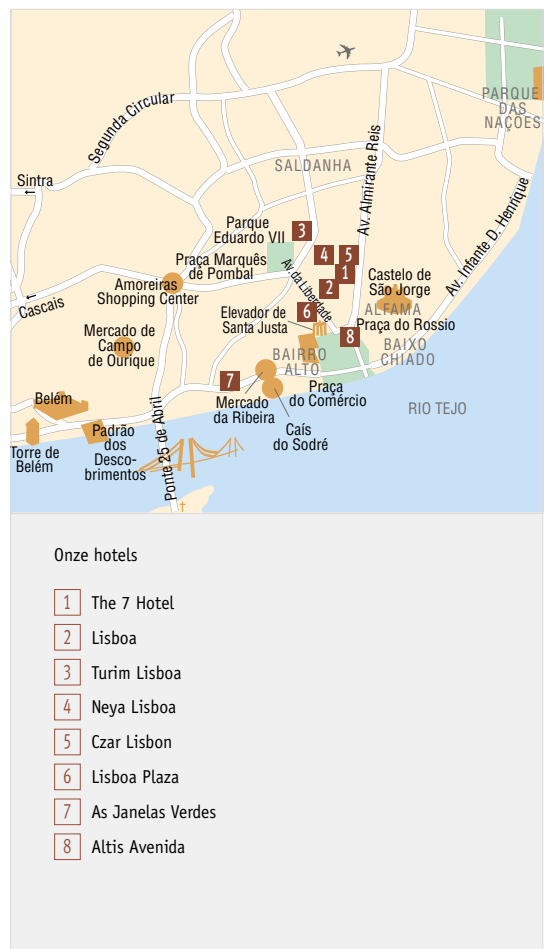 PARQUE
DAS
NAÇÕES
Segunda Circular
SALDANHA
Av. Almirante Reis
Sintra
Av. Infante D. Henrique
Parque
Eduardo VII
3
4
5
Praça Marquês
de Pombal
1
2
Av da Liberdade
Castelo de
São Jorge
Amoreiras
Shopping Center
Cascais
6
ALFAMA
Elevador de
Santa Justa
Praça do Rossio
8
Mercado de
Campo
de Ourique
BAIRRO
ALTO
BAIXO
CHIADO
7
Praça
do Comércio
Mercado
da Ribeira
Belém
RIO TEJO
Caís
do Sodré
Padrão
dos
Desco-
brimentos
Torre de
Belém
Ponte 25 de Abril
Onze hotels
1 The 7 Hotel
2 Lisboa
3 Turim Lisboa
4 Neya Lisboa
5 Czar Lisbon
6 Lisboa Plaza
7 As Janelas Verdes
8 Altis Avenida